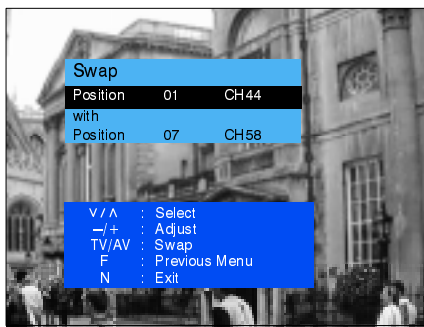 Swap
Position 01 CH44
with
Position 07 CH58
∨/∧ : Select
–/+ : Adjust
TV/AV : Swap
F : Previous Menu
N : Exit